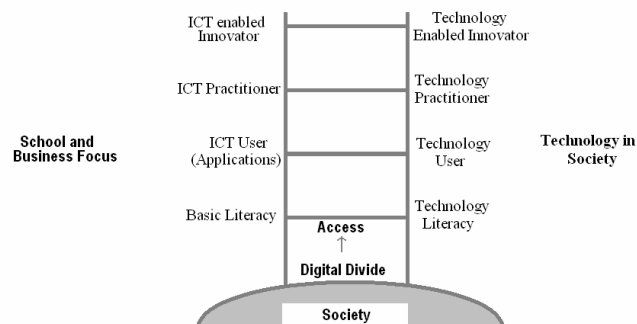 ICT enabled
Innovator
Technology
Enabled Innovator
ICT Practitioner
Technology
Practitioner
School and
Business Focus
ICT User
(Applications)
Technology
User
Technology in
Society
Basic Literacy
Technology
Literacy
Access
↑
Digital Divide
Society